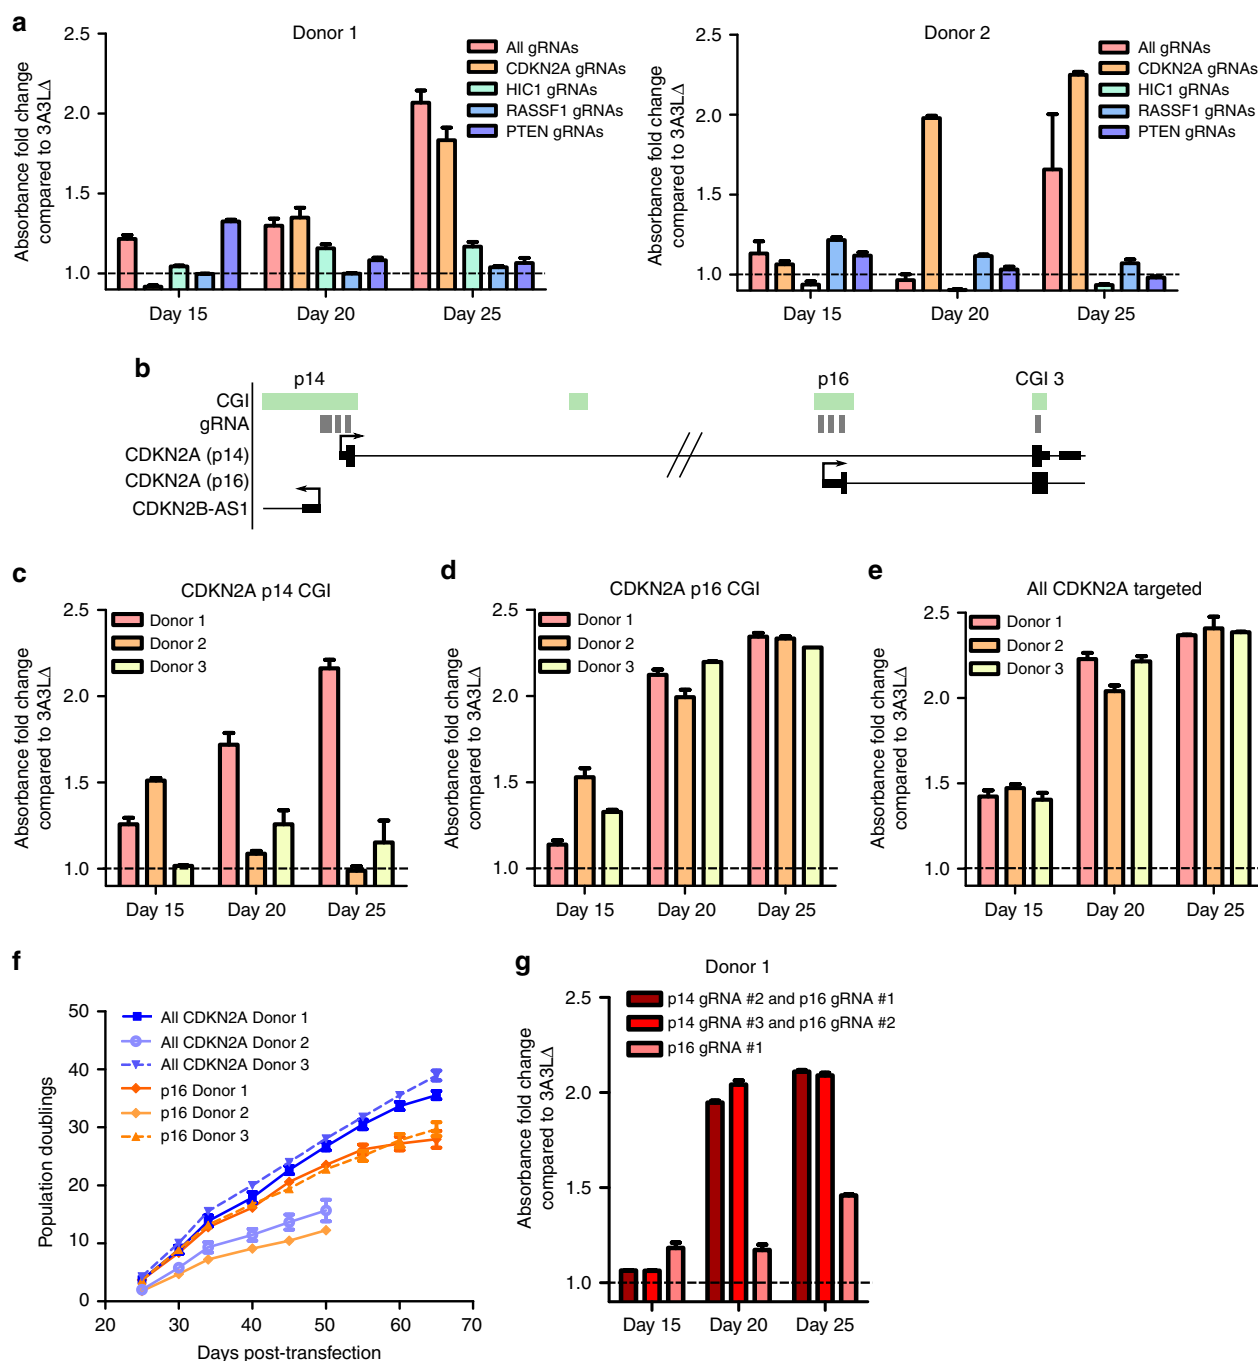 a
Donor 1
Absorbance fold change
compared to 3A3LΔ
2.5
2.0
1.5
1.0
All gRNAs
CDKN2A gRNAs
HIC1 gRNAs
RASSF1 gRNAs
PTEN gRNAs
Day 15
Day 20
Day 25
Donor 2
Absorbance fold change
compared to 3A3LΔ
2.5
2.0
1.5
1.0
All gRNAs
CDKN2A gRNAs
HIC1 gRNAs
RASSF1 gRNAs
PTEN gRNAs
Day 15
Day 20
Day 25
b
p14
p16
CGI 3
CGI
gRNA
CDKN2A (p14)
CDKN2A (p16)
CDKN2B-AS1
c
CDKN2A p14 CGI
Absorbance fold change
compared to 3A3LΔ
2.5
2.0
1.5
1.0
Donor 1
Donor 2
Donor 3
Day 15
Day 20
Day 25
d
CDKN2A p16 CGI
Absorbance fold change
compared to 3A3LΔ
2.5
2.0
1.5
1.0
Donor 1
Donor 2
Donor 3
Day 15
Day 20
Day 25
e
All CDKN2A targeted
Absorbance fold change
compared to 3A3LΔ
2.5
2.0
1.5
1.0
Donor 1
Donor 2
Donor 3
Day 15
Day 20
Day 25
f
Population doublings
50
40
30
20
10
0
All CDKN2A Donor 1
All CDKN2A Donor 2
All CDKN2A Donor 3
p16 Donor 1
p16 Donor 2
p16 Donor 3
20
30
40
50
60
70
Days post-transfection
g
Donor 1
Absorbance fold change
compared to 3A3LΔ
2.5
2.0
1.5
1.0
p14 gRNA #2 and p16 gRNA #1
p14 gRNA #3 and p16 gRNA #2
p16 gRNA #1
Day 15
Day 20
Day 25